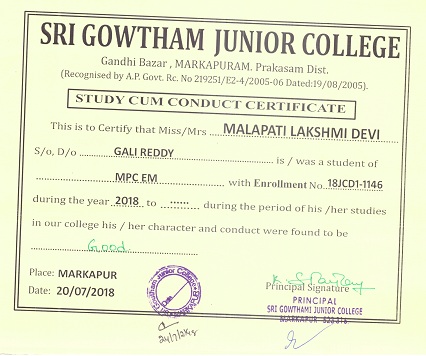 SRI GOWTHAM JUNIOR COLLEGE
Gandhi Bazar, MARKAPURAM. Prakasam Dist.
(Recognised by A.P. Govt. Rc. No 219251/E2-4/2005-06 Dated:19/08/2005).
STUDY CUM CONDUCT CERTIFICATE
This is to Certify that Miss/Mrs MALAPATI LAKSHMI DEVI
S/o, D/o GALI REDDY is / was a student of
MPC EM with Enrollment No. 18JCD1-1146
during the year 2018 to :::::: during the period of his /her studies
in our college his / her character and conduct were found to be
Good
Place: MARKAPUR
Date: 20/07/2018
Principal Signature
PRINCIPAL
SRI GOWTHAMI JUNIOR COLLEGE
MARKAPUR - 523316